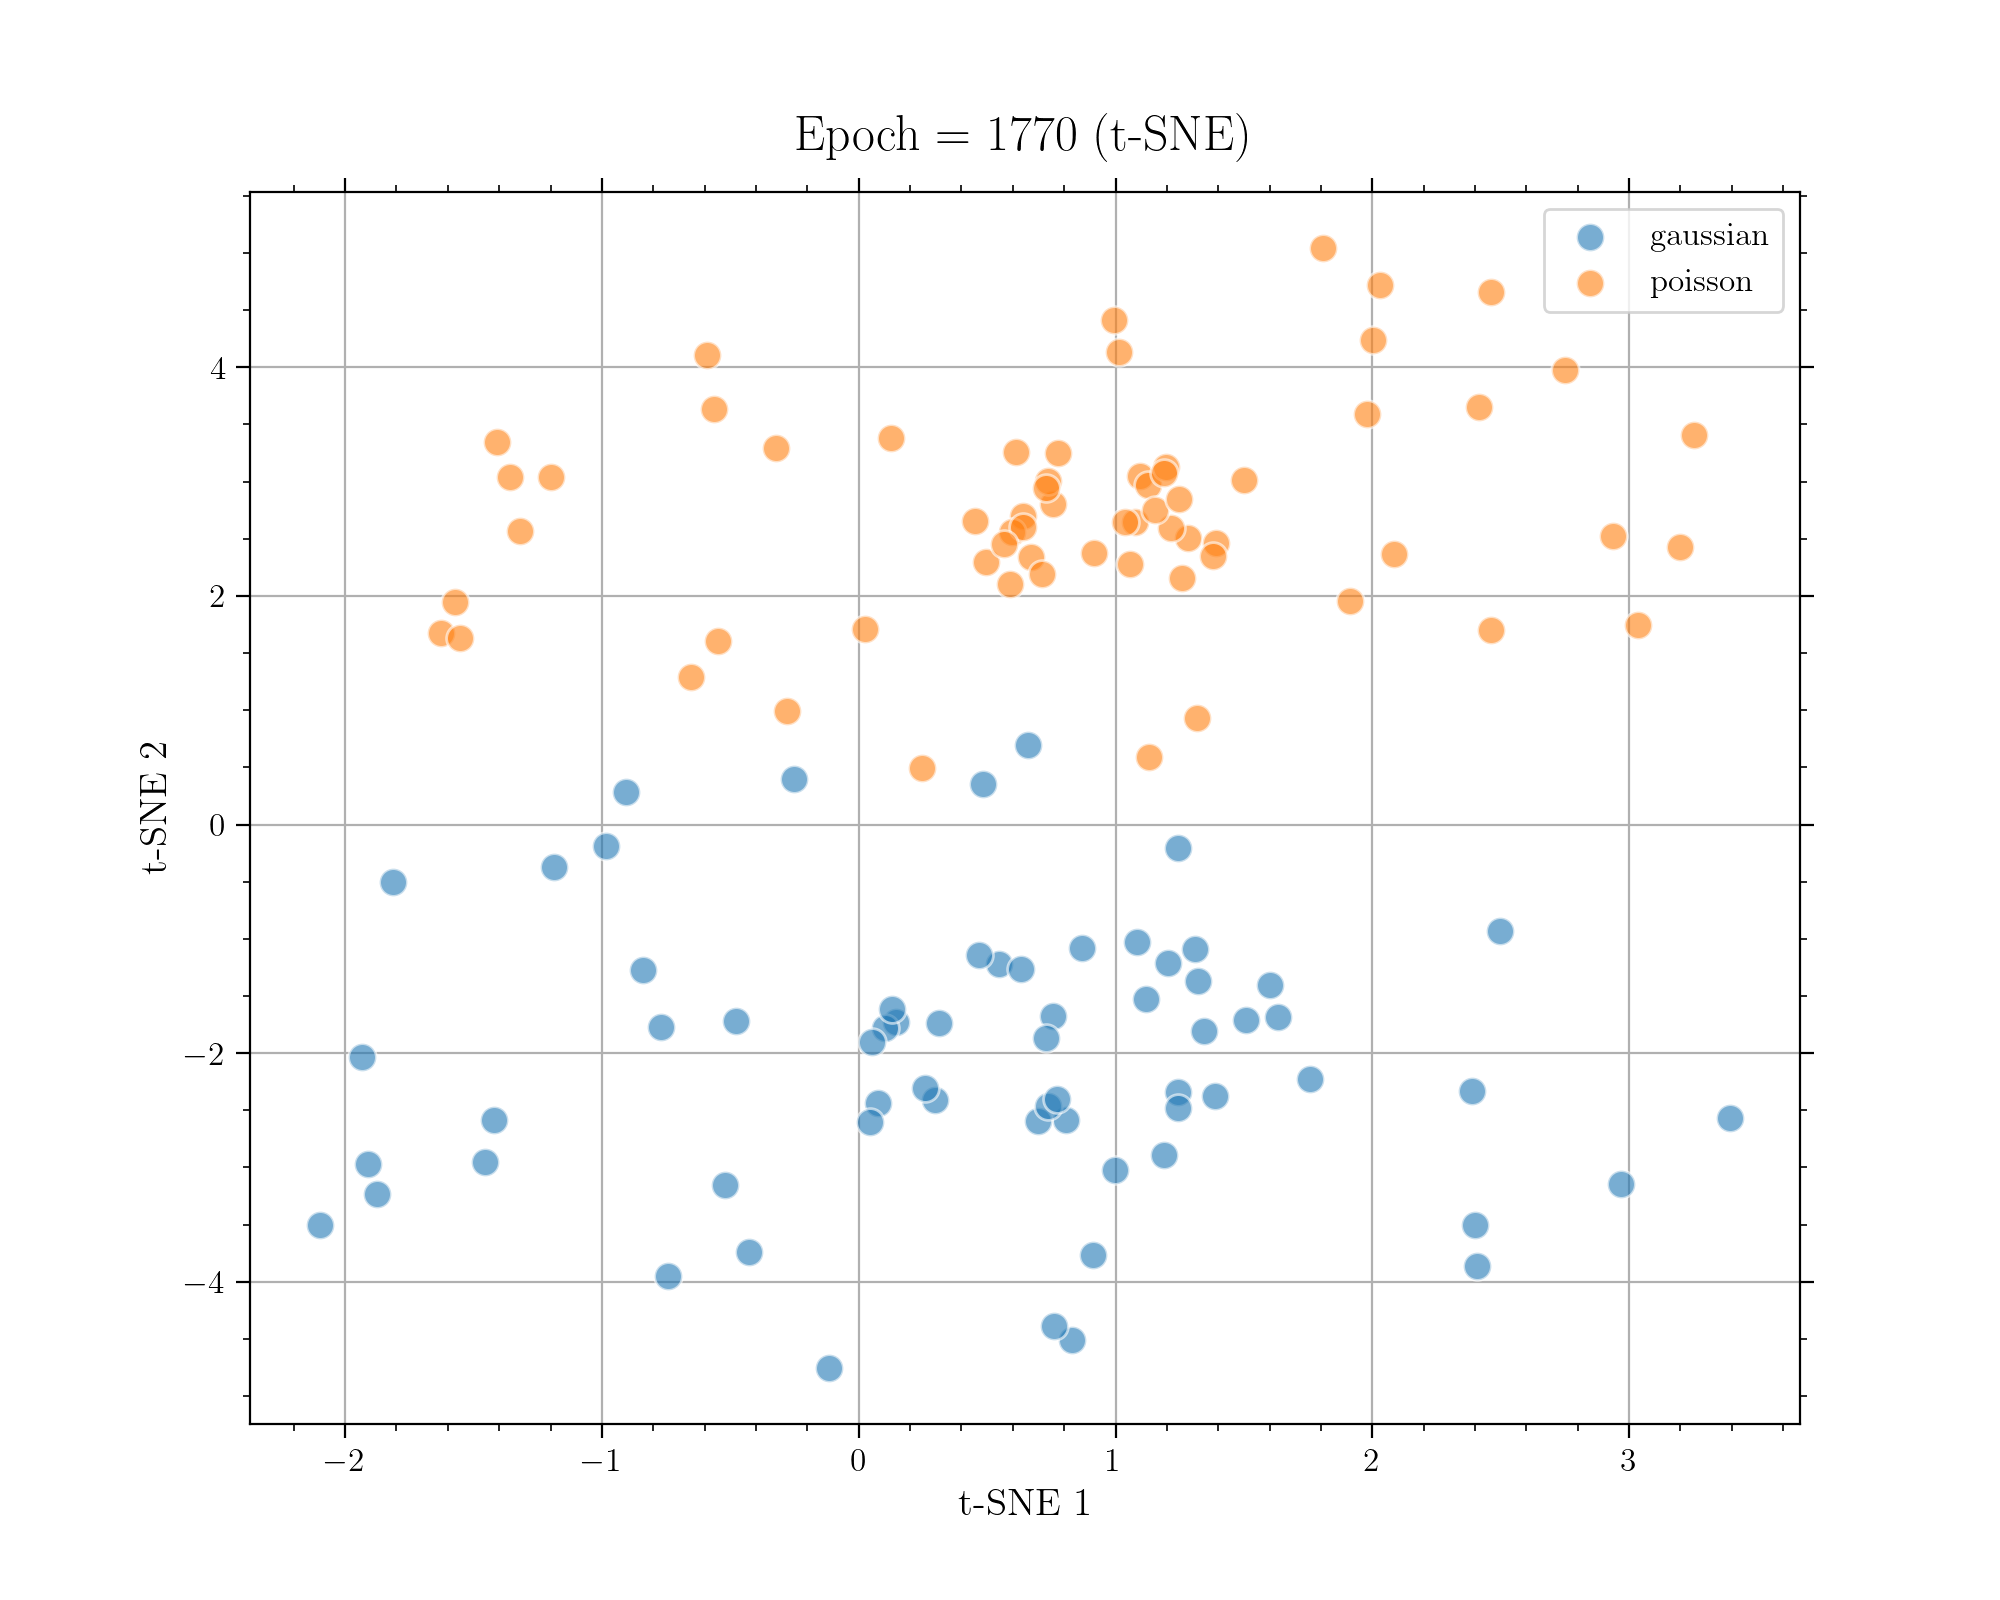 Epoch = 1770 (t-SNE)
gaussian
poisson
t-SNE 2
4
2
0
−2
−4
−2
−1
0
1
2
3
t-SNE 1